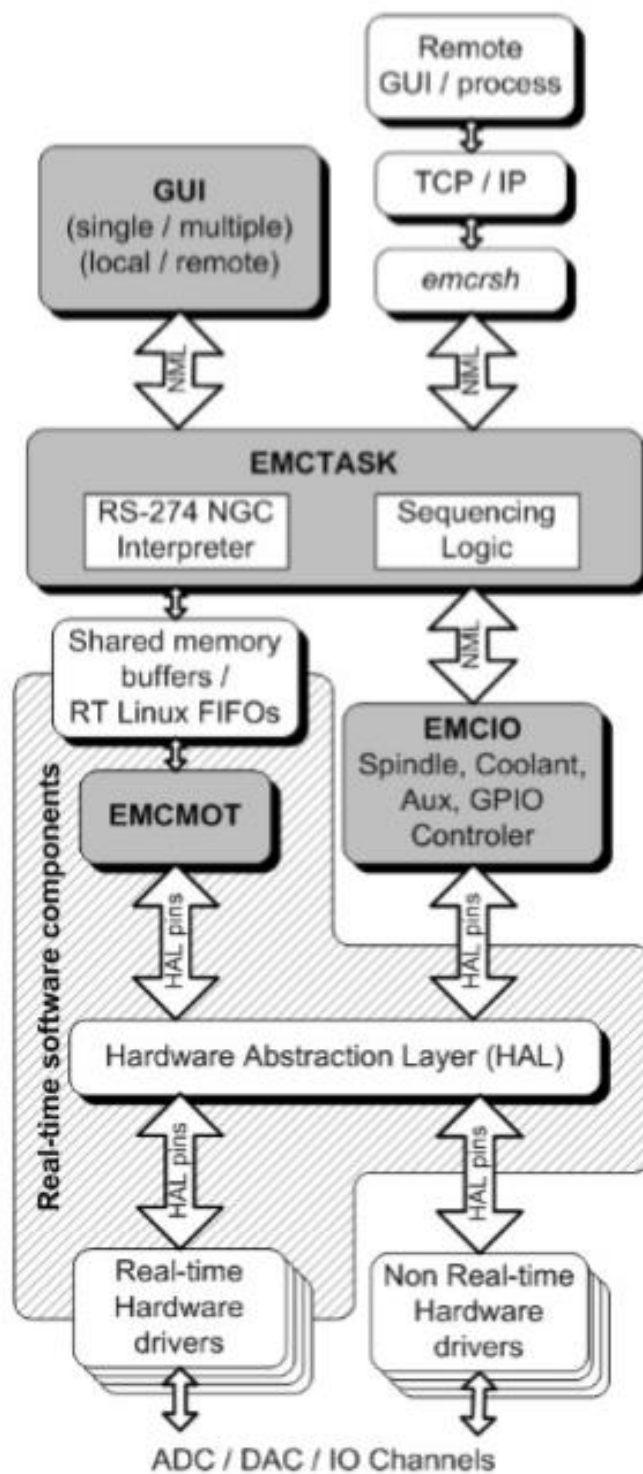 Remote
GUI / process
TCP / IP
emcrsh
GUI
(single / multiple)
(local / remote)
NML
NML
EMCTASK
RS-274 NGC
Interpreter
Sequencing
Logic
Shared memory
buffers /
RT Linux FIFOs
NML
EMCMOT
EMCIO
Spindle, Coolant,
Aux, GPIO
Controler
Real-time software components
HAL pins
HAL pins
Hardware Abstraction Layer (HAL)
HAL pins
HAL pins
Real-time
Hardware
drivers
Non Real-time
Hardware
drivers
ADC / DAC / IO Channels